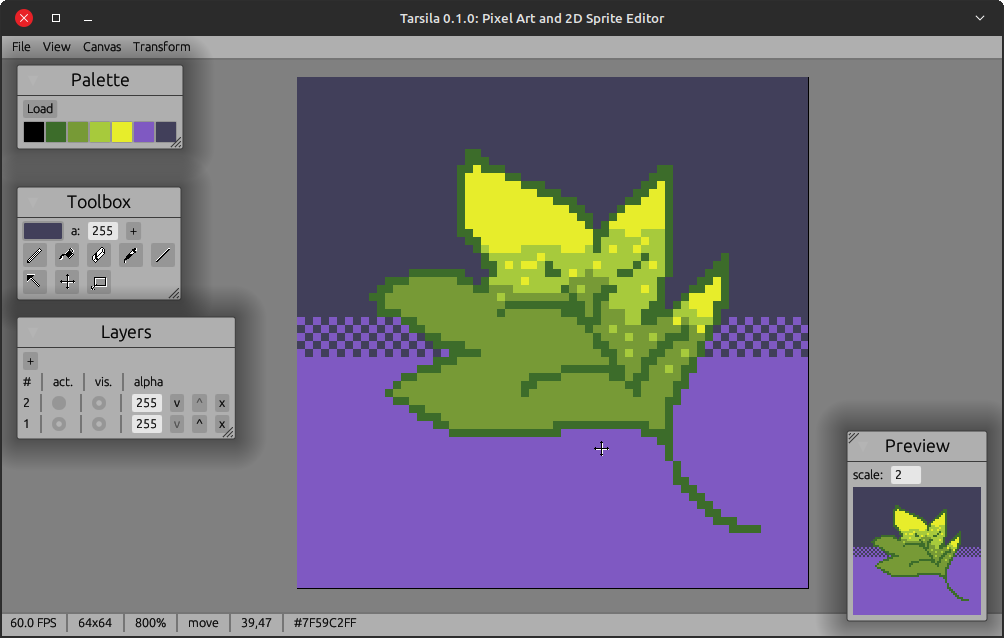 Tarsila 0.1.0: Pixel Art and 2D Sprite Editor
File View Canvas Transform
Palette
Load
Toolbox
a: 255 +
Layers
+
# act. vis. alpha
2 255 v ^ x
1 255 v ^ x
Preview
scale: 2
60.0 FPS 64x64 800% move 39,47 #7F59C2FF